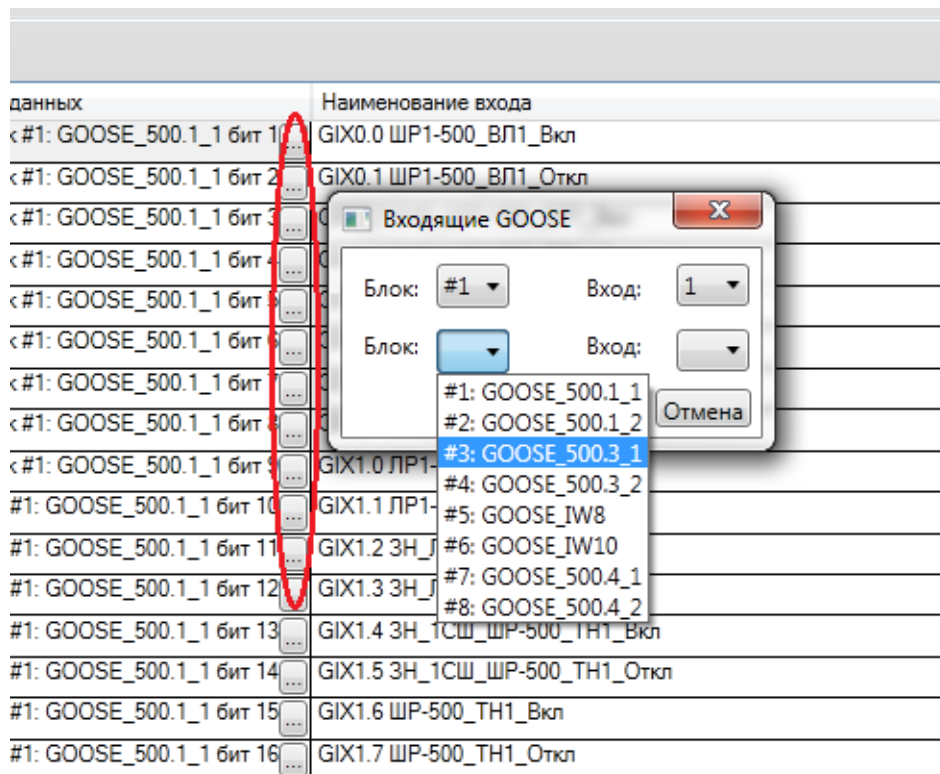 данных Наименование входа
к #1: GOOSE_500.1_1 бит 1 ... GIX0.0 ШР1-500_ВЛ1_Вкл
к #1: GOOSE_500.1_1 бит 2 ... GIX0.1 ШР1-500_ВЛ1_Откл
к #1: GOOSE_500.1_1 бит 3 ...
к #1: GOOSE_500.1_1 бит 4 ...
к #1: GOOSE_500.1_1 бит 5 ...
к #1: GOOSE_500.1_1 бит 6 ...
к #1: GOOSE_500.1_1 бит 7 ...
к #1: GOOSE_500.1_1 бит 8 ...
к #1: GOOSE_500.1_1 бит 9 ... GIX1.0 ЛР1-
#1: GOOSE_500.1_1 бит 10 ... GIX1.1 ЛР1-
#1: GOOSE_500.1_1 бит 11 ... GIX1.2 ЗН_Л
#1: GOOSE_500.1_1 бит 12 ... GIX1.3 ЗН_Л
#1: GOOSE_500.1_1 бит 13 ... GIX1.4 ЗН_1СШ_ШР-500_ТН1_Вкл
#1: GOOSE_500.1_1 бит 14 ... GIX1.5 ЗН_1СШ_ШР-500_ТН1_Откл
#1: GOOSE_500.1_1 бит 15 ... GIX1.6 ШР-500_ТН1_Вкл
#1: GOOSE_500.1_1 бит 16 ... GIX1.7 ШР-500_ТН1_Откл
Входящие GOOSE
Блок: #1 Вход: 1
Блок: Вход:
#1: GOOSE_500.1_1
#2: GOOSE_500.1_2
#3: GOOSE_500.3_1
#4: GOOSE_500.3_2
#5: GOOSE_IW8
#6: GOOSE_IW10
#7: GOOSE_500.4_1
#8: GOOSE_500.4_2
Отмена